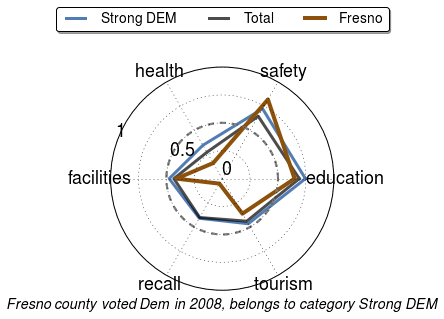 Strong DEM Total Fresno
health safety
1
0.5
0
facilities education
recall tourism
Fresno county voted Dem in 2008, belongs to category Strong DEM